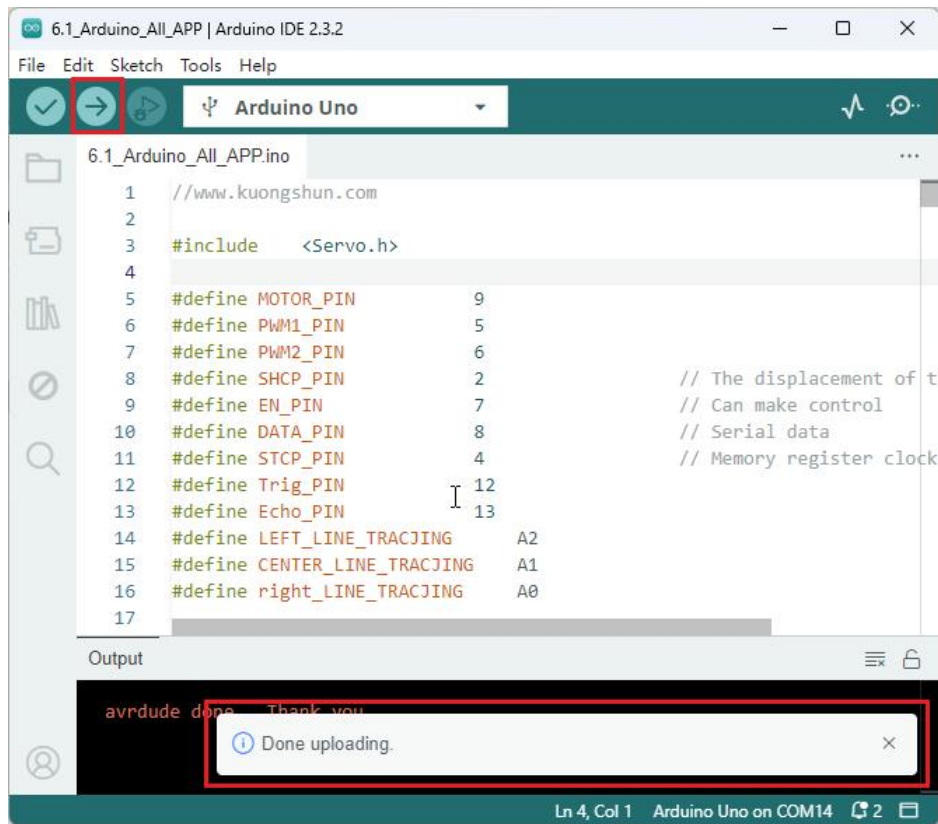 6.1_Arduino_All_APP | Arduino IDE 2.3.2
File Edit Sketch Tools Help
Arduino Uno
6.1_Arduino_All_APP.ino
1 //www.kuongshun.com
2
3 #include <Servo.h>
4
5 #define MOTOR_PIN 9
6 #define PWM1_PIN 5
7 #define PWM2_PIN 6
8 #define SHCP_PIN 2 // The displacement of t
9 #define EN_PIN 7 // Can make control
10 #define DATA_PIN 8 // Serial data
11 #define STCP_PIN 4 // Memory register clock
12 #define Trig_PIN 12
13 #define Echo_PIN 13
14 #define LEFT_LINE_TRACJING A2
15 #define CENTER_LINE_TRACJING A1
16 #define right_LINE_TRACJING A0
17
Output
avrdude done. Thank you
Done uploading.
Ln 4, Col 1 Arduino Uno on COM14 2